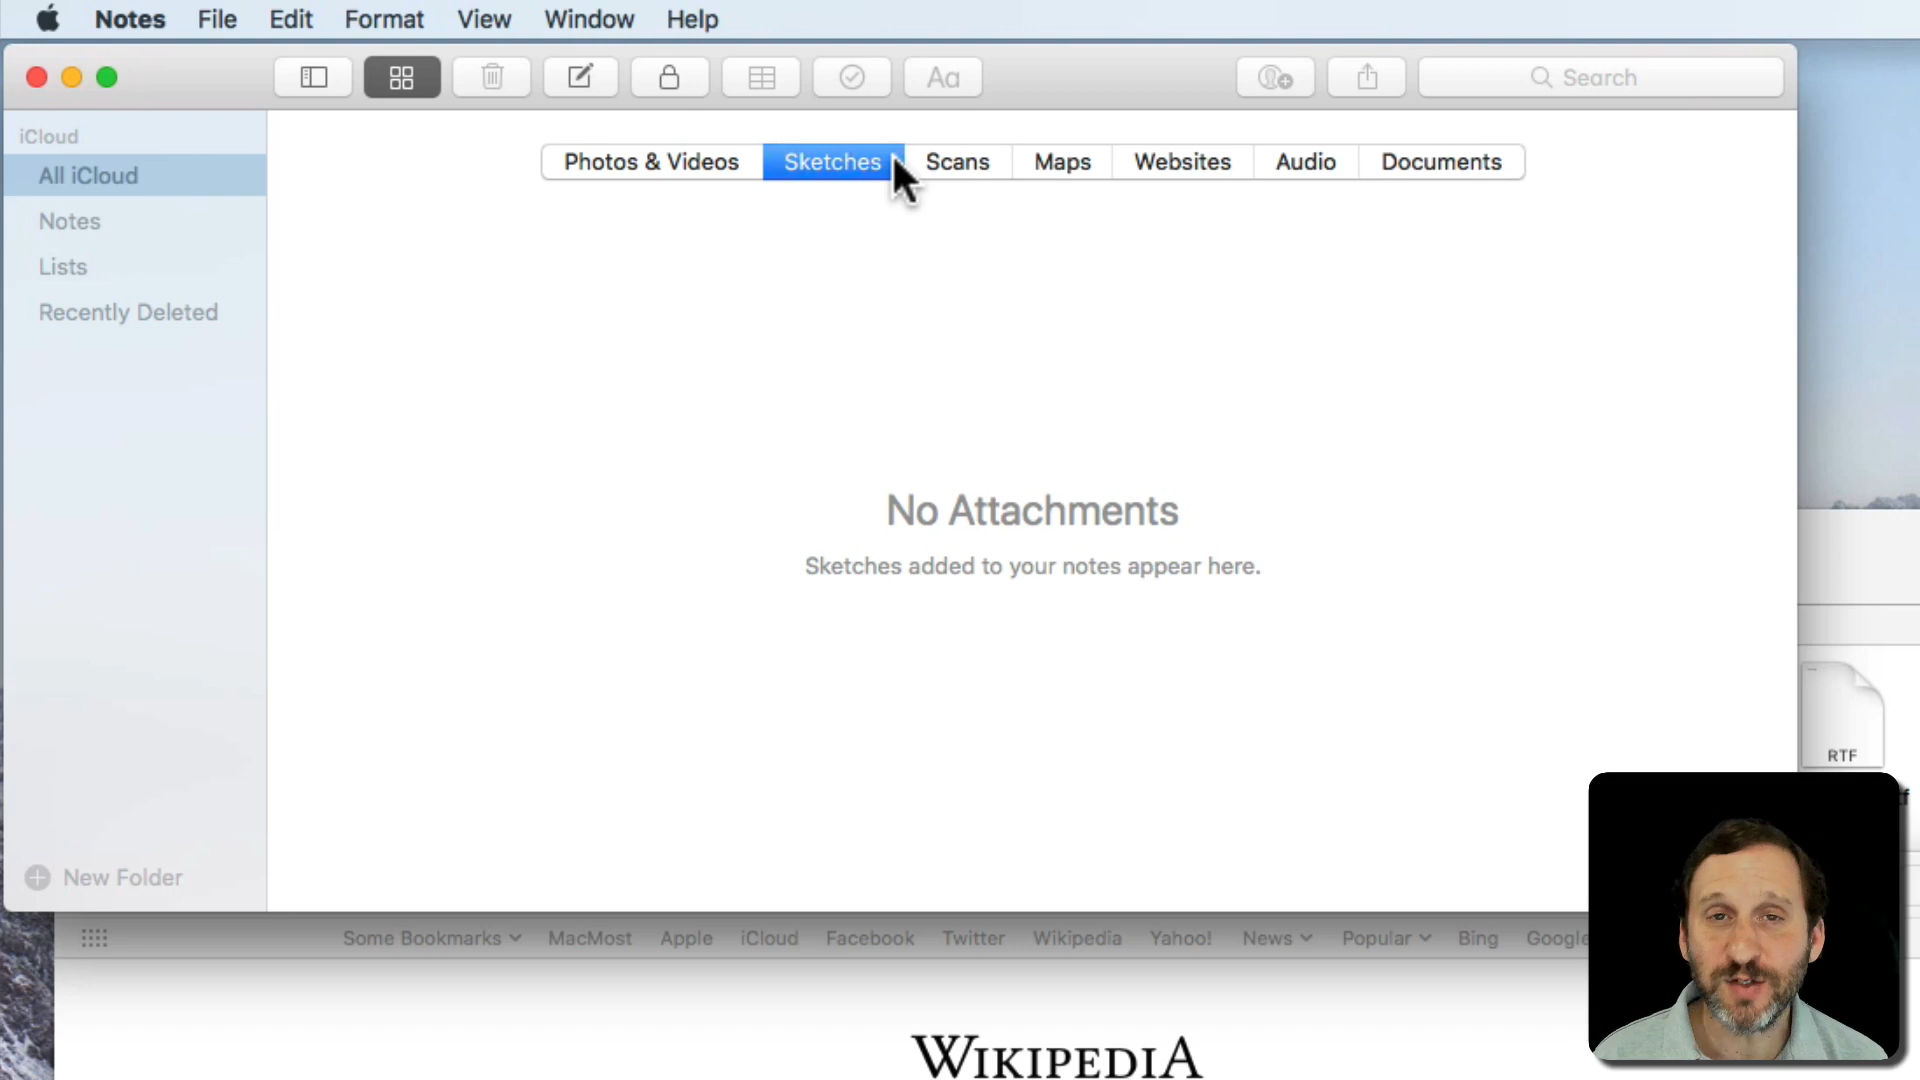 Notes File Edit Format View Window Help
Aa
Search
iCloud
All iCloud
Notes
Lists
Recently Deleted
New Folder
Photos & Videos Sketches Scans Maps Websites Audio Documents
No Attachments
Sketches added to your notes appear here.
RTF
Some Bookmarks MacMost Apple iCloud Facebook Twitter Wikipedia Yahoo! News Popular Bing Google
WIKIPEDIA